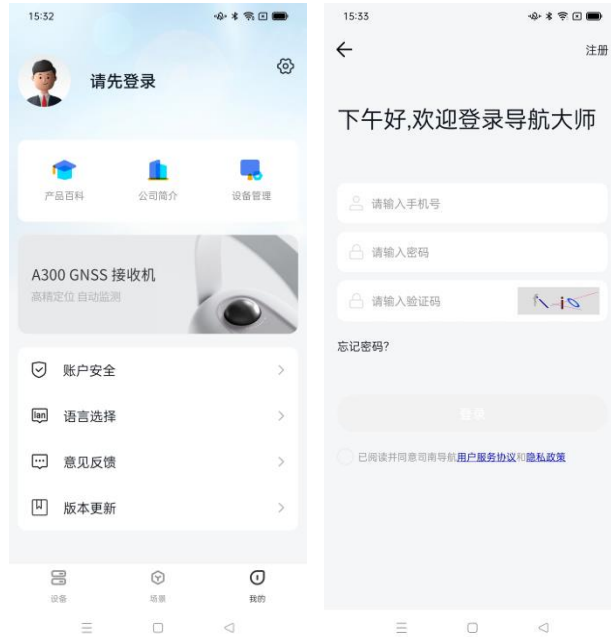 15:32
请先登录
产品百科
公司简介
设备管理
A300 GNSS 接收机
高精定位 自动监测
账户安全
lan 语言选择
意见反馈
版本更新
设备
场景
我的
15:33
注册
下午好,欢迎登录导航大师
请输入手机号
请输入密码
请输入验证码
忘记密码?
登录
已阅读并同意司南导航用户服务协议和隐私政策